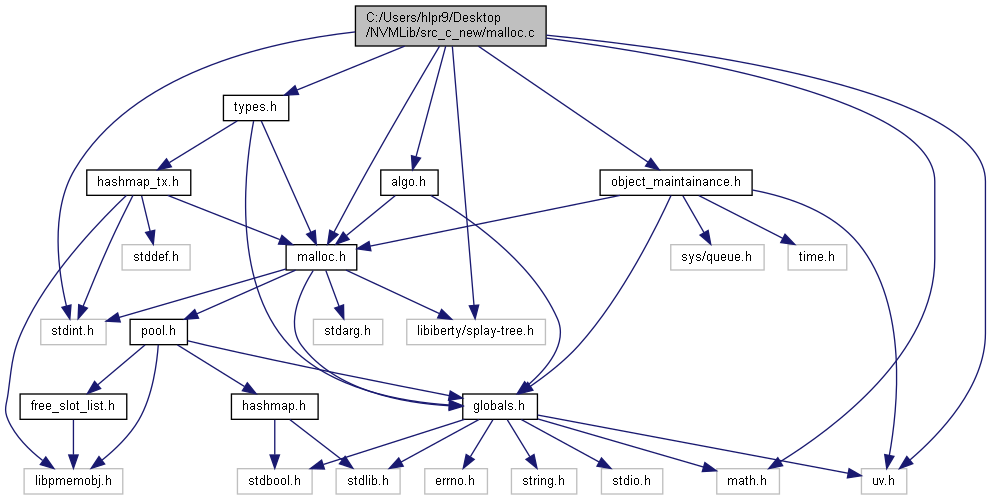 C:/Users/hlpr9/Desktop
/NVMLib/src_c_new/malloc.c
types.h
hashmap_tx.h
algo.h
object_maintainance.h
stddef.h
malloc.h
sys/queue.h
time.h
stdint.h
pool.h
stdarg.h
libiberty/splay-tree.h
free_slot_list.h
hashmap.h
globals.h
libpmemobj.h
stdbool.h
stdlib.h
errno.h
string.h
stdio.h
math.h
uv.h